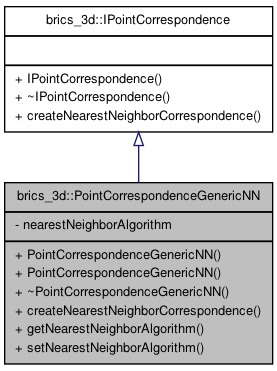 brics_3d::IPointCorrespondence
+ IPointCorrespondence()
+ ~IPointCorrespondence()
+ createNearestNeighborCorrespondence()
brics_3d::PointCorrespondenceGenericNN
- nearestNeighborAlgorithm
+ PointCorrespondenceGenericNN()
+ PointCorrespondenceGenericNN()
+ ~PointCorrespondenceGenericNN()
+ createNearestNeighborCorrespondence()
+ getNearestNeighborAlgorithm()
+ setNearestNeighborAlgorithm()